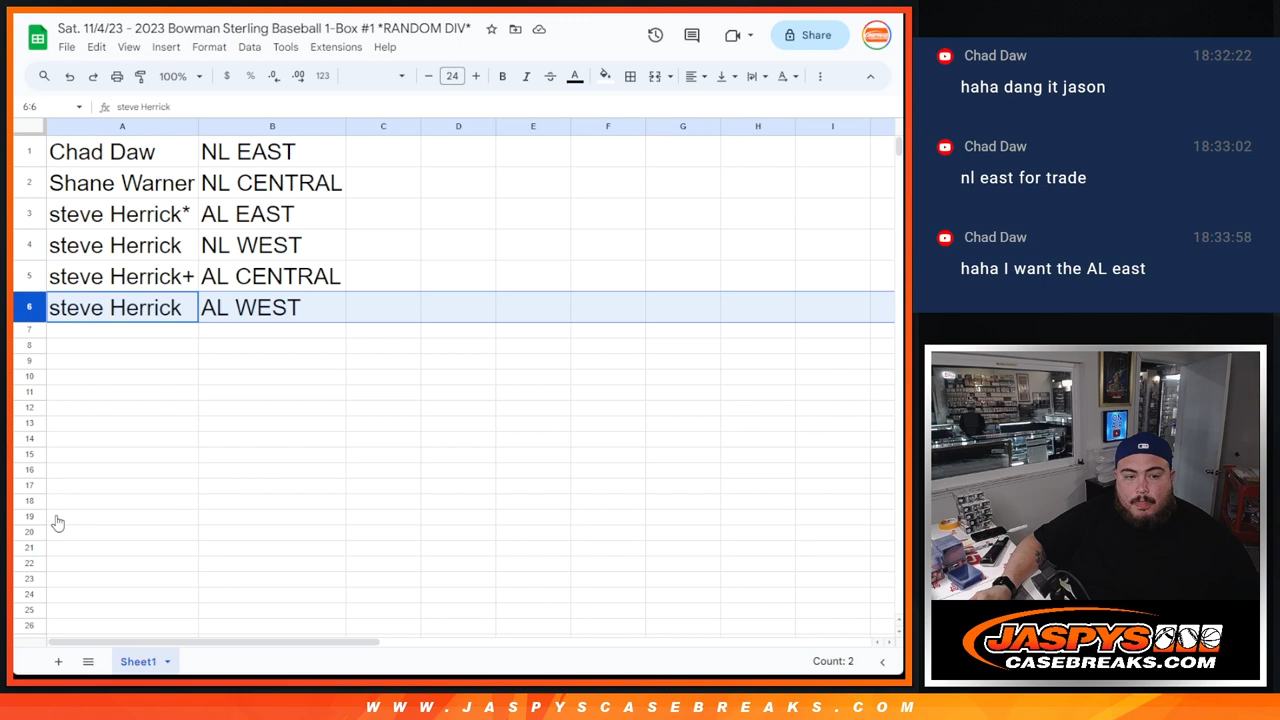 Sat. 11/4/23 - 2023 Bowman Sterling Baseball 1-Box #1 *RANDOM DIV*
File Edit View Insert Format Data Tools Extensions Help
Share
100% $ % .0 .00 123 24 B I A
6:6 fx steve Herrick
A B C D E F G H I
1 Chad Daw NL EAST
2 Shane Warner NL CENTRAL
3 steve Herrick* AL EAST
4 steve Herrick NL WEST
5 steve Herrick+ AL CENTRAL
6 steve Herrick AL WEST
7
8
9
10
11
12
13
14
15
16
17
18
19
20
21
22
23
24
25
26
Sheet1 Count: 2
Chad Daw 18:32:22
haha dang it jason
Chad Daw 18:33:02
nl east for trade
Chad Daw 18:33:58
haha I want the AL east
JASPYS
CASEBREAKS.COM
WWW.JASPYSCASEBREAKS.COM